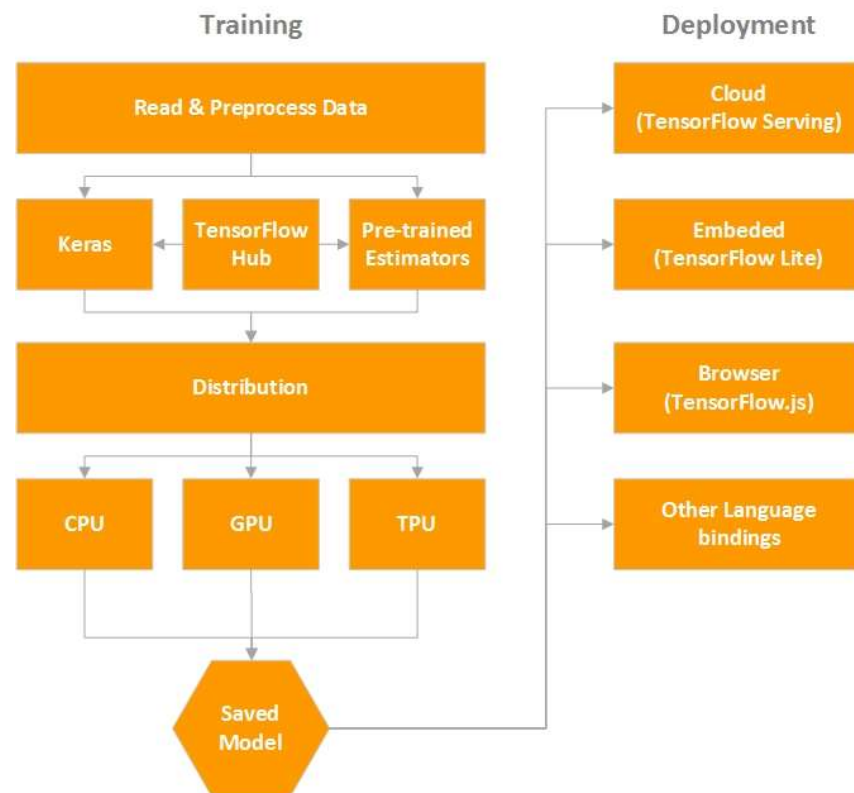 Training
Read & Preprocess Data
Keras
TensorFlow
Hub
Pre-trained
Estimators
Distribution
CPU
GPU
TPU
Saved
Model
Deployment
Cloud
(TensorFlow Serving)
Embeded
(TensorFlow Lite)
Browser
(TensorFlow.js)
Other Language
bindings